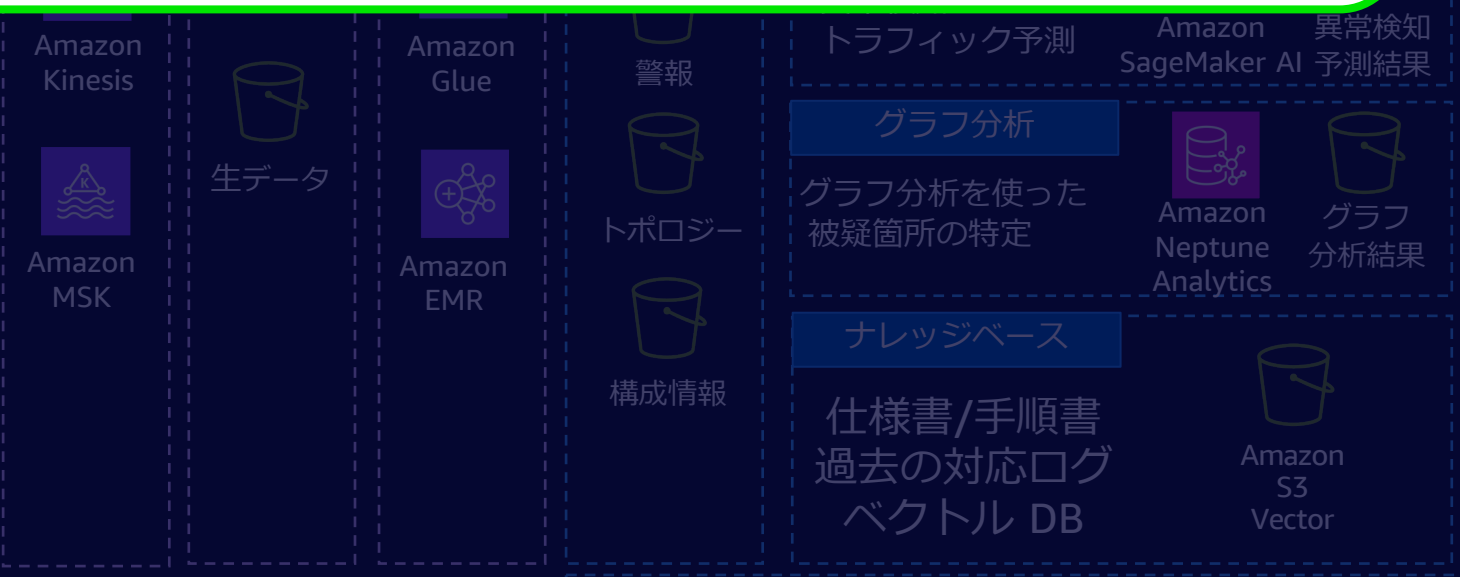 Amazon
Kinesis
Amazon
MSK
生データ
Amazon
Glue
Amazon
EMR
警報
トポロジー
構成情報
トラフィック予測
Amazon
SageMaker AI
異常検知
予測結果
グラフ分析
グラフ分析を使った
被疑箇所の特定
Amazon
Neptune
Analytics
グラフ
分析結果
ナレッジベース
仕様書/手順書
過去の対応ログ
ベクトル DB
Amazon
S3
Vector